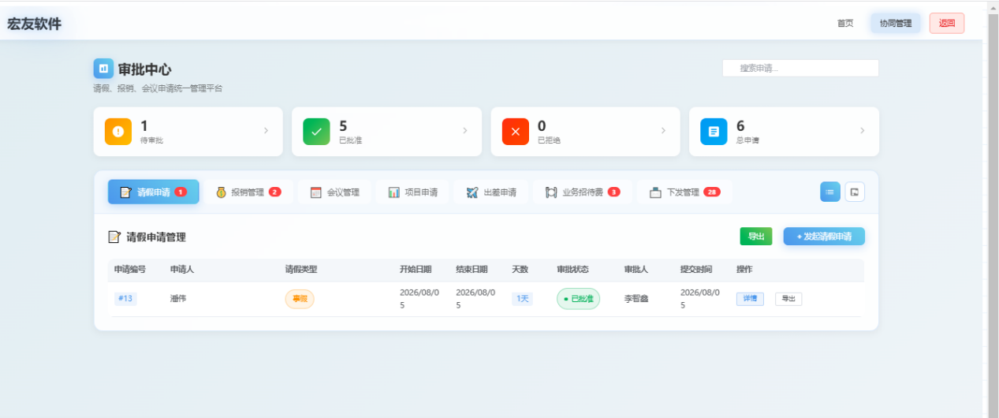 宏友软件
首页 协同管理 返回
审批中心
搜索申请...
请假、报销、会议申请统一管理平台
1 待审批
5 已批准
0 已拒绝
6 总申请
请假申请 1 报销管理 2 会议管理 项目申请 出差申请 业务招待费 3 下发管理 28
请假申请管理 导出 + 发起请假申请
申请编号 申请人 请假类型 开始日期 结束日期 天数 审批状态 审批人 提交时间 操作
#13 潘伟 事假 2026/08/05 2026/08/05 1天 已批准 李智鑫 2026/08/05 详情 导出